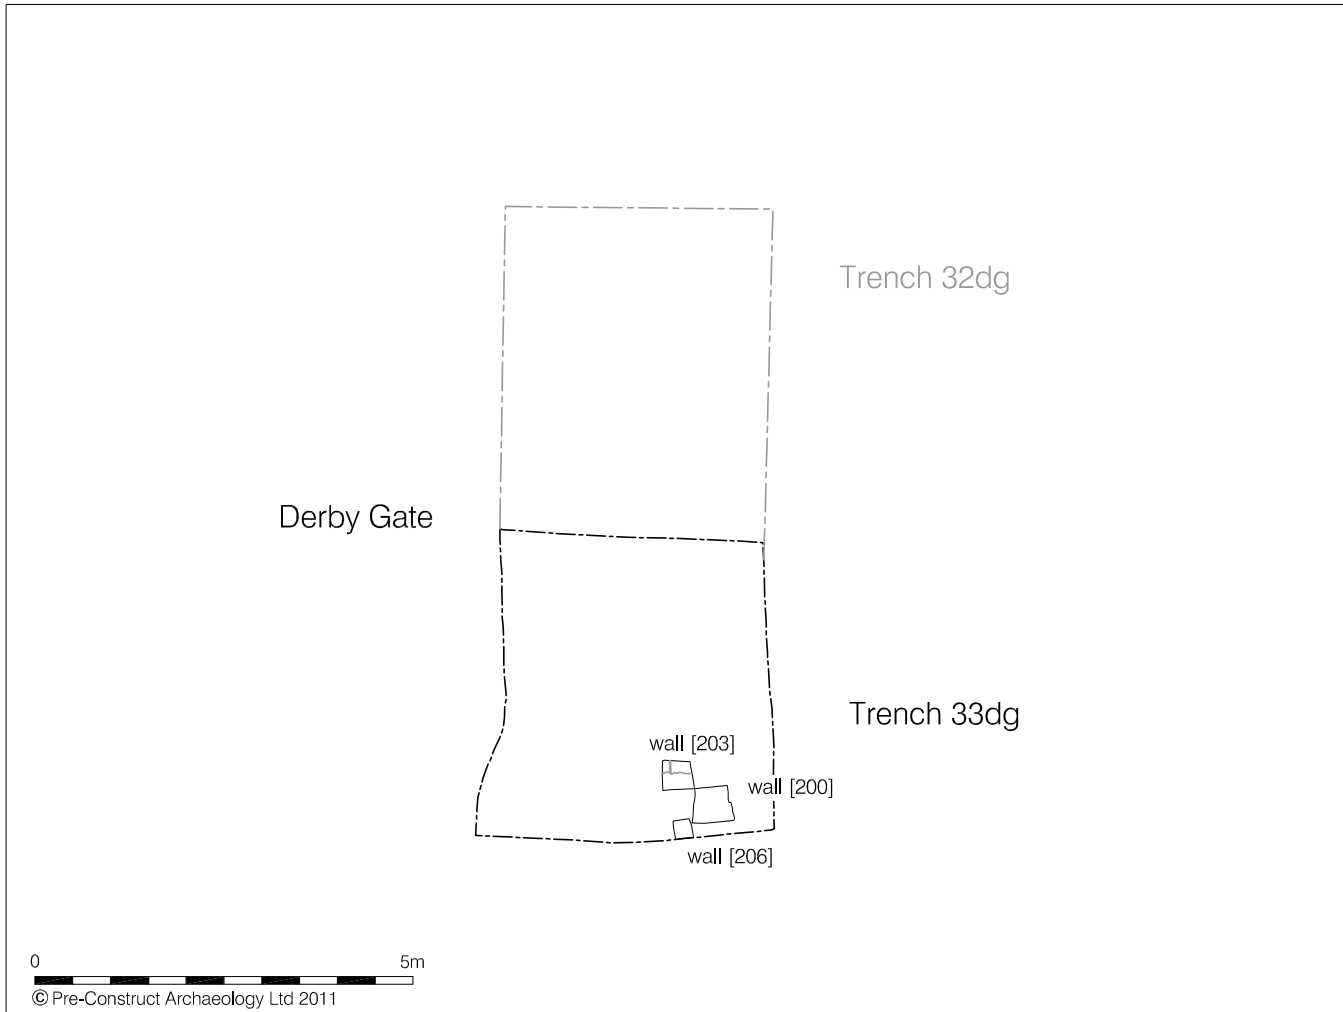 Trench 32dg
Derby Gate
Trench 33dg
wall [203]
wall [200]
wall [206]
0 5m
© Pre-Construct Archaeology Ltd 2011